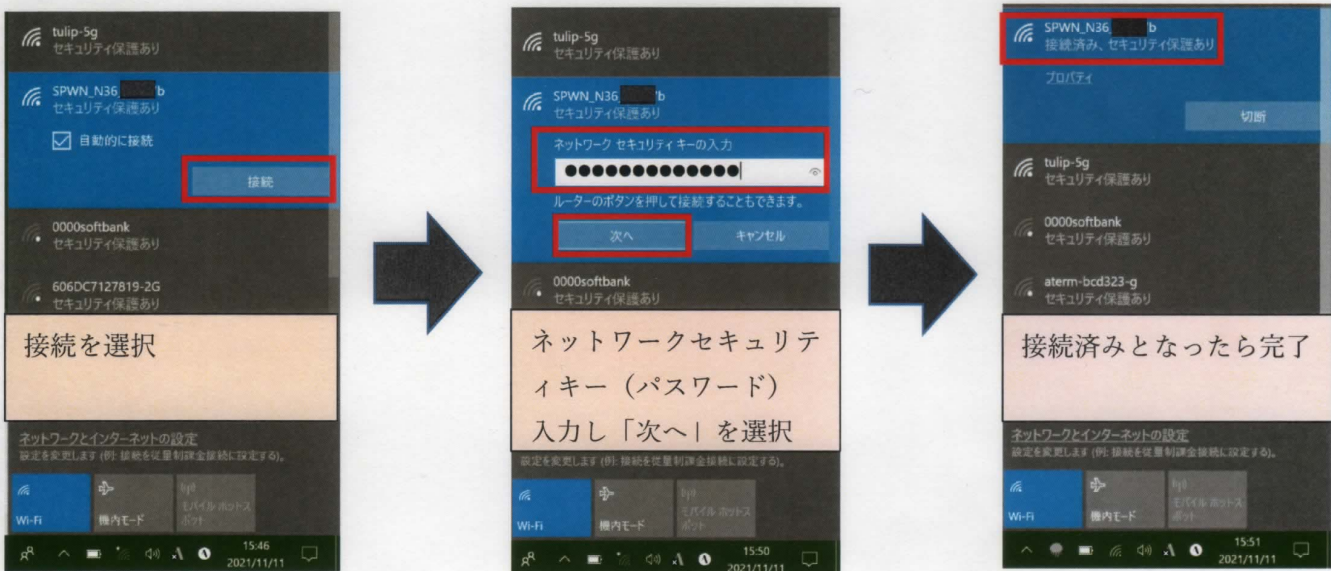 tulip-5g
セキュリティ保護あり
SPWN_N36
b
セキュリティ保護あり
自動的に接続
接続
0000softbank
セキュリティ保護あり
606DC7127819-2G
セキュリティ保護あり
接続を選択
ネットワークとインターネットの設定
設定を変更します (例: 接続を従量制課金接続に設定する)。
Wi-Fi
機内モード
モバイル ホットス
ポット
15:46
2021/11/11
tulip-5g
セキュリティ保護あり
SPWN_N36
'b
セキュリティ保護あり
ネットワーク セキュリティ キーの入力
●●●●●●●●●●●●●
ルーターのボタンを押して接続することもできます。
次へ
キャンセル
0000softbank
セキュリティ保護あり
ネットワークセキュリテ
ィキー（パスワード）
入力し「次へ」を選択
設定を変更します (例: 接続を従量制課金接続に設定する)。
Wi-Fi
機内モード
モバイル ホットス
ポット
15:50
2021/11/11
SPWN_N36
b
接続済み、セキュリティ保護あり
プロパティ
切断
tulip-5g
セキュリティ保護あり
0000softbank
セキュリティ保護あり
aterm-bcd323-g
セキュリティ保護あり
接続済みとなったら完了
ネットワークとインターネットの設定
設定を変更します (例: 接続を従量制課金接続に設定する)。
Wi-Fi
機内モード
モバイル ホットス
ポット
15:51
2021/11/11